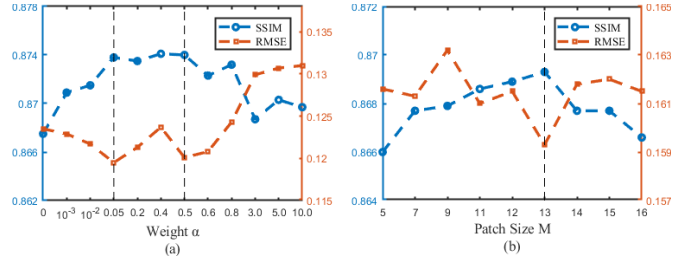 0.878
0.874
0.87
0.866
0.862
0.135
0.13
0.125
0.12
0.115
SSIM
RMSE
0 10-3 10-2 0.05 0.2 0.4 0.5 0.6 0.8 3.0 5.0 10.0
Weight α
(a)
0.872
0.87
0.868
0.866
0.864
0.165
0.163
0.161
0.159
0.157
SSIM
RMSE
5 7 9 11 12 13 14 15 16
Patch Size M
(b)